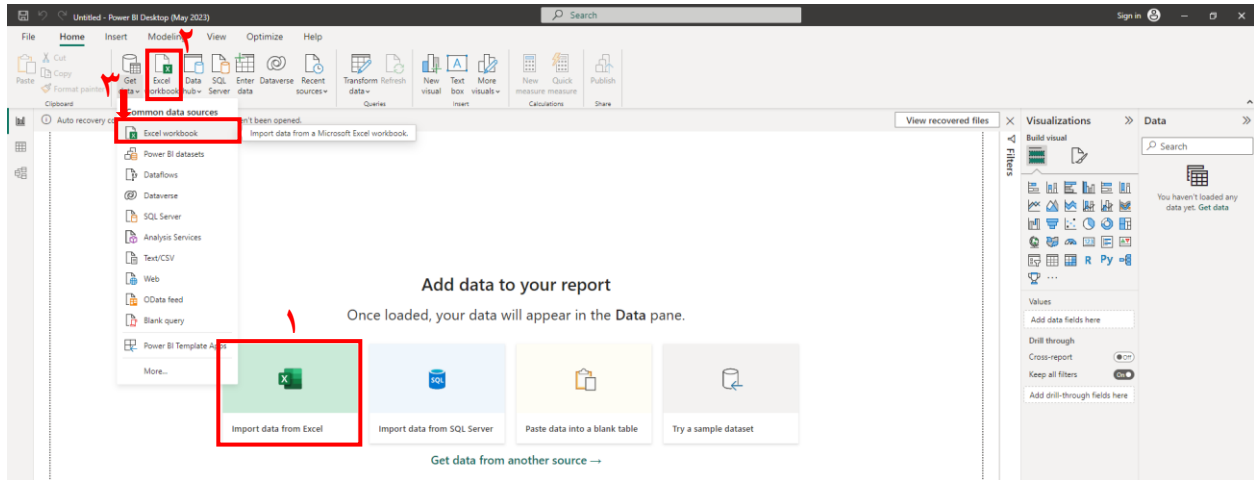 Untitled - Power BI Desktop (May 2023)
Search
Sign in
File Home Insert Modeling View Optimize Help
۲
Cut
Copy
Format painter
Paste
Clipboard
۳
Get data
Excel workbook
Data hub
SQL Server
Enter data
Dataverse
Recent sources
Transform data
Refresh
Queries
New visual
Text box
More visuals
Insert
New measure
Quick measure
Calculations
Publish
Share
Auto recovery
n't been opened.
View recovered files
Common data sources
Excel workbook
Import data from a Microsoft Excel workbook.
Power BI datasets
Dataflows
Dataverse
SQL Server
Analysis Services
Text/CSV
Web
OData feed
Blank query
Power BI Template Apps
More...
Add data to your report
Once loaded, your data will appear in the Data pane.
۱
Import data from Excel
SQL
Import data from SQL Server
Paste data into a blank table
Try a sample dataset
Get data from another source →
Filters
Visualizations
Build visual
123
R Py
...
Values
Add data fields here
Drill through
Cross-report
Off
Keep all filters
On
Add drill-through fields here
Data
Search
You haven't loaded any
data yet. Get data